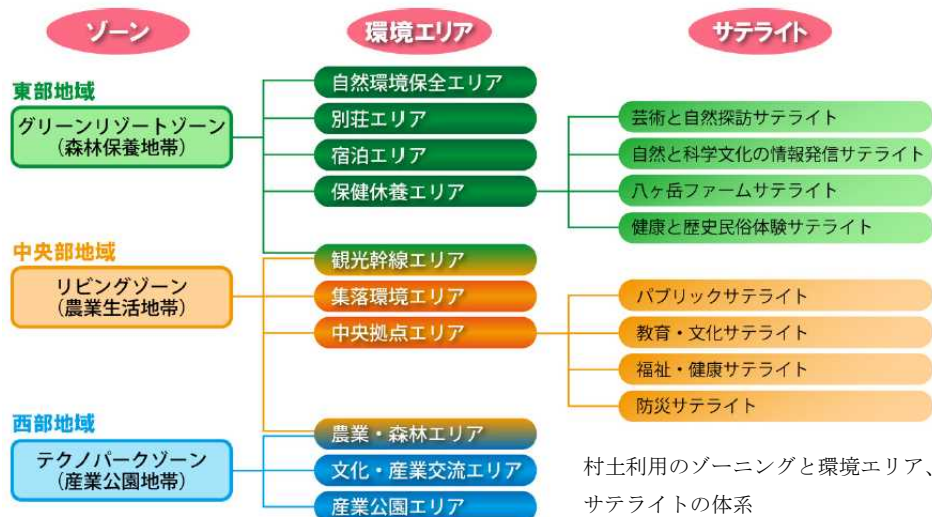 ゾーン
環境エリア
サテライト
東部地域
グリーンリゾートゾーン
(森林保養地帯)
自然環境保全エリア
別荘エリア
宿泊エリア
保健休養エリア
芸術と自然探訪サテライト
自然と科学文化の情報発信サテライト
八ヶ岳ファームサテライト
健康と歴史民俗体験サテライト
中央部地域
リビングゾーン
(農業生活地帯)
観光幹線エリア
集落環境エリア
中央拠点エリア
パブリックサテライト
教育・文化サテライト
福祉・健康サテライト
防災サテライト
西部地域
テクノパークゾーン
(産業公園地帯)
農業・森林エリア
文化・産業交流エリア
産業公園エリア
村土利用のゾーニングと環境エリア、
サテライトの体系